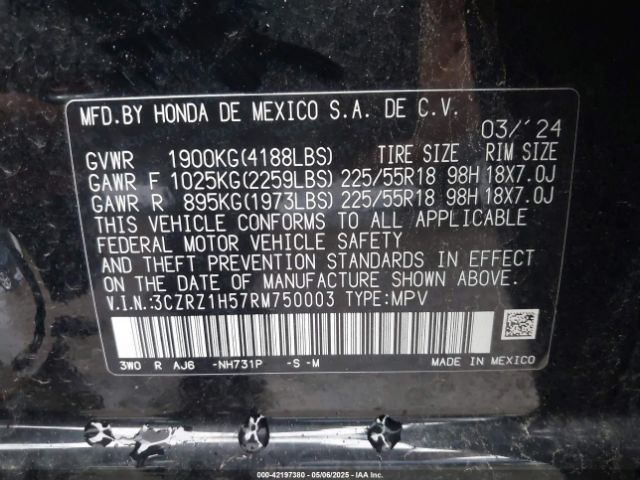 MFD.BY HONDA DE MEXICO S.A. DE C.V.
03/'24
GVWR 1900KG(4188LBS) TIRE SIZE RIM SIZE
GAWR F 1025KG(2259LBS) 225/55R18 98H 18X7.0J
GAWR R 895KG(1973LBS) 225/55R18 98H 18X7.0J
THIS VEHICLE CONFORMS TO ALL APPLICABLE
FEDERAL MOTOR VEHICLE SAFETY
AND THEFT PREVENTION STANDARDS IN EFFECT
ON THE DATE OF MANUFACTURE SHOWN ABOVE.
V.I.N.:3CZRZ1H57RM750003 TYPE:MPV
3W0 R AJ6 -NH731P -S -M MADE IN MEXICO
000-42197380 - 05/06/2025 - IAA Inc.